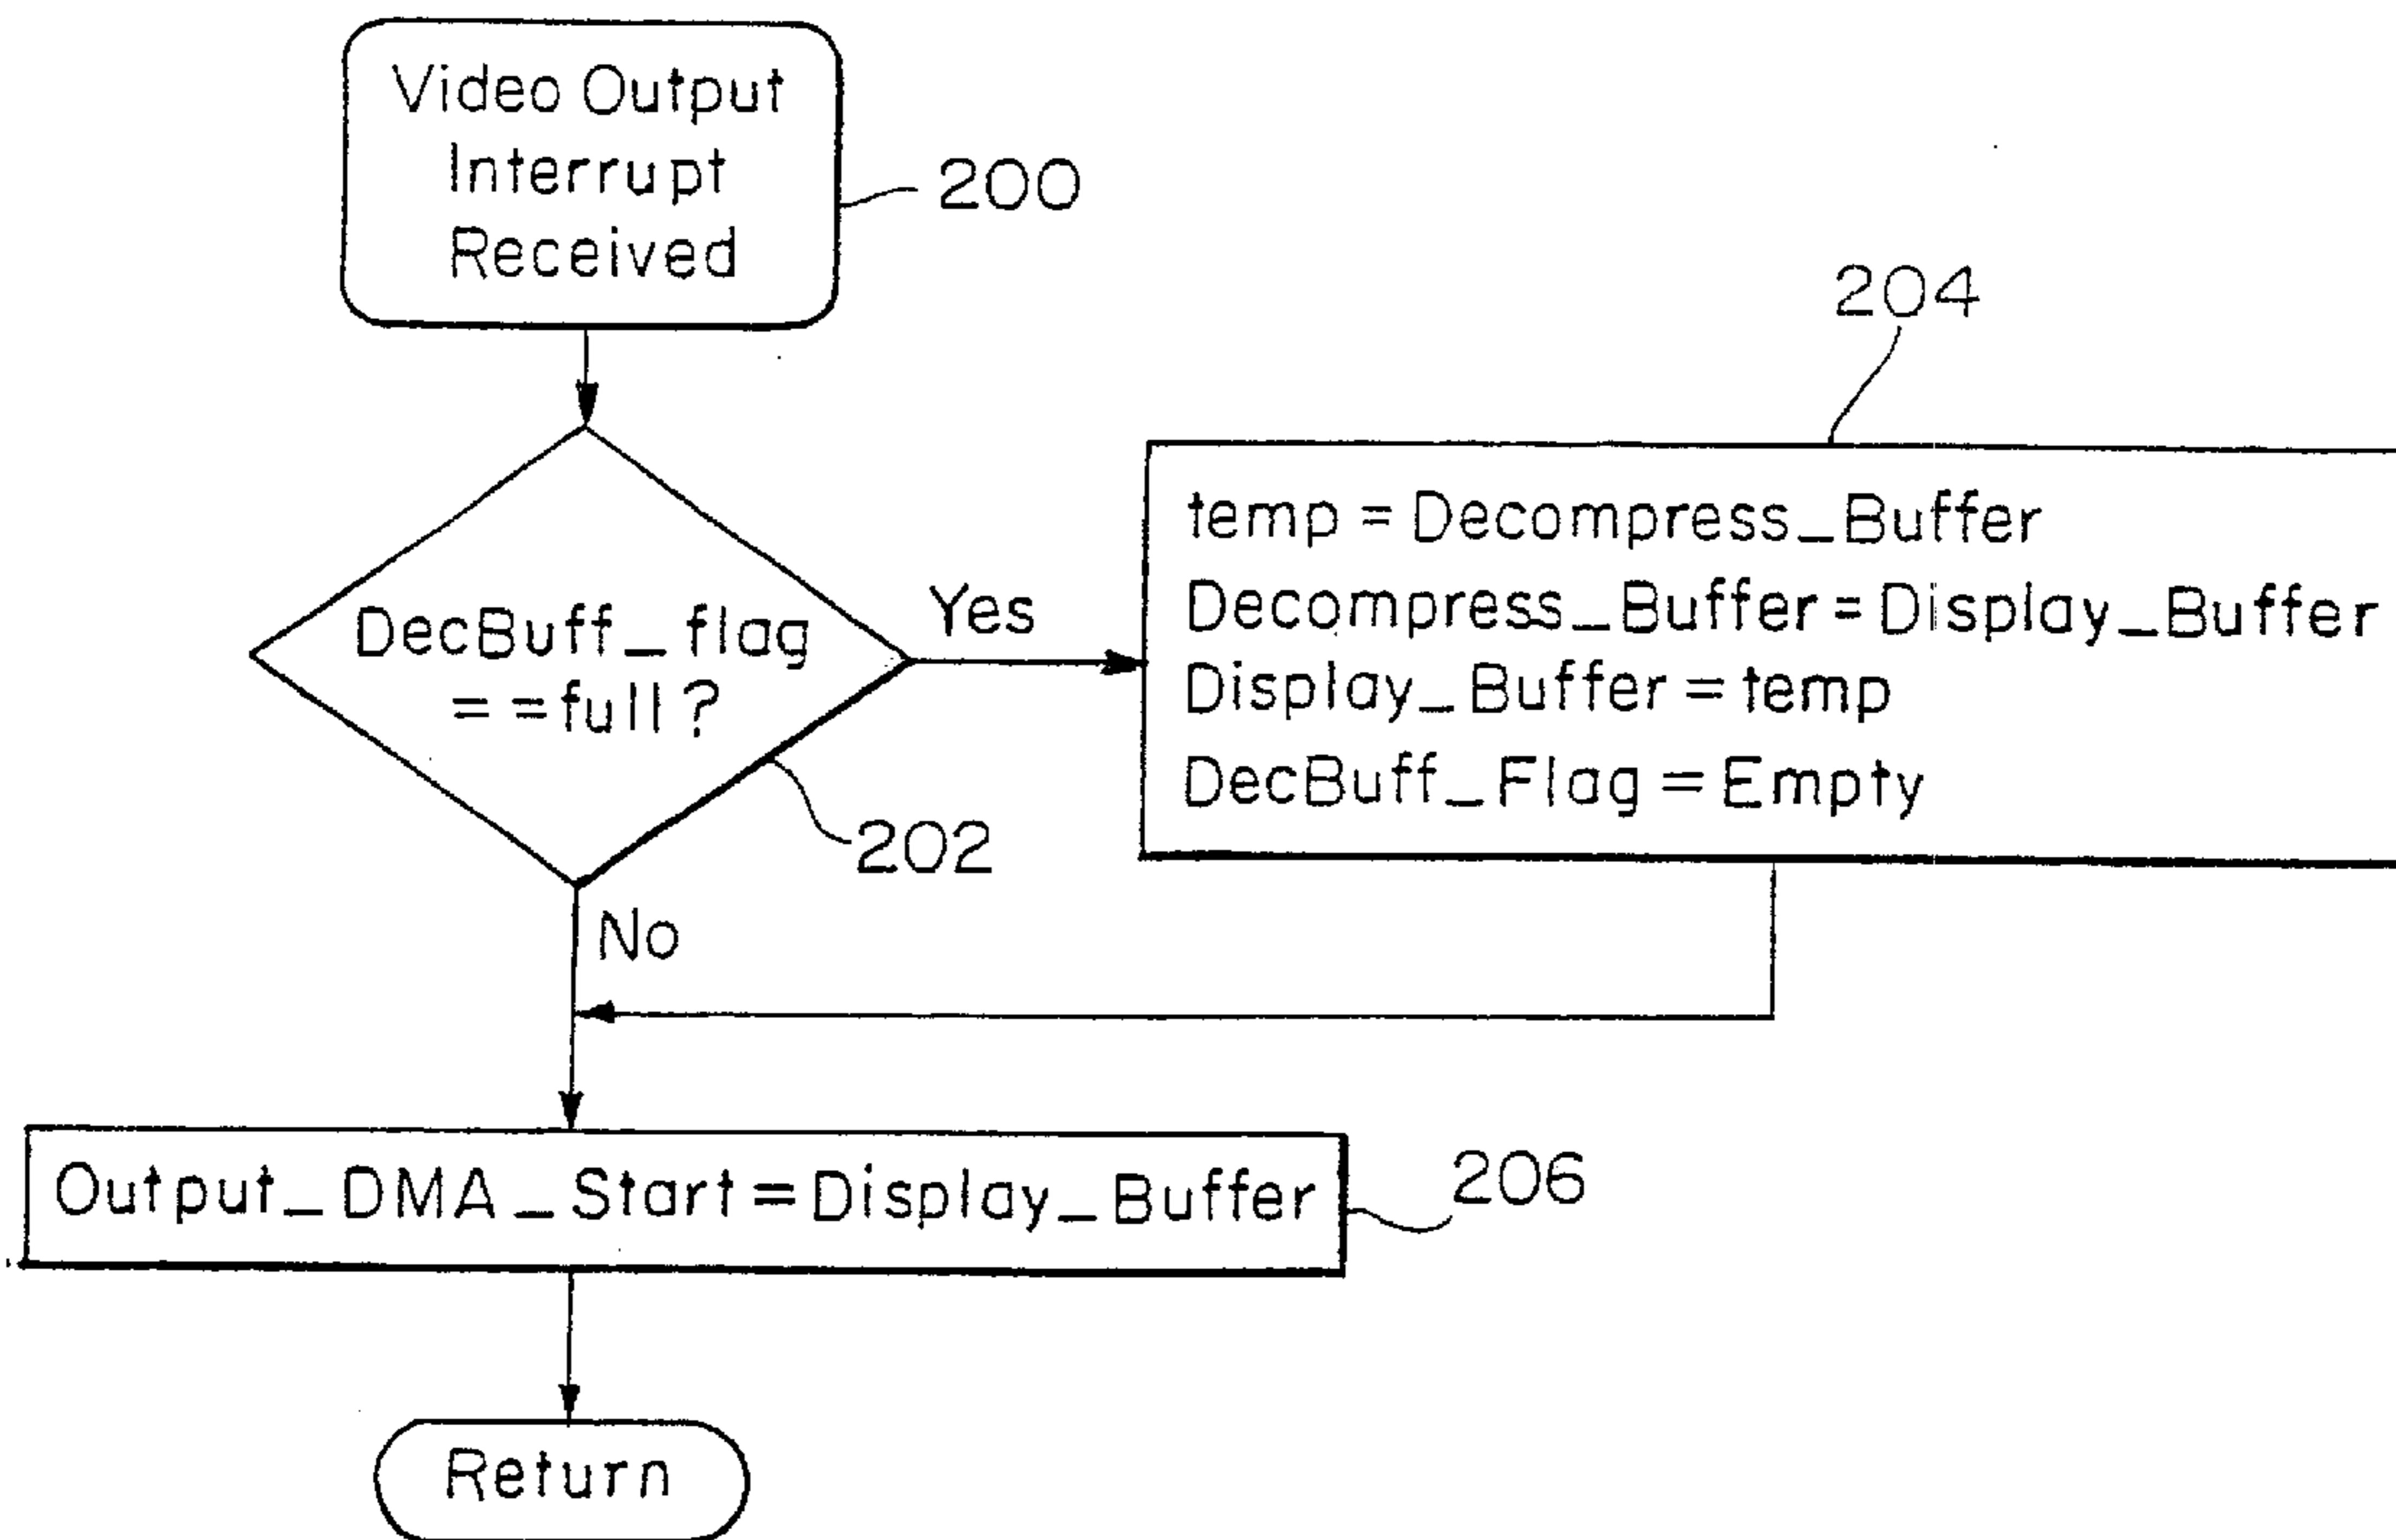 Video Output
Interrupt
Received
200
204
DecBuff_flag
==full?
Yes
202
No
temp = Decompress_Buffer
Decompress_Buffer = Display_Buffer
Display_Buffer = temp
DecBuff_Flag = Empty
Output_DMA_Start = Display_Buffer
206
Return